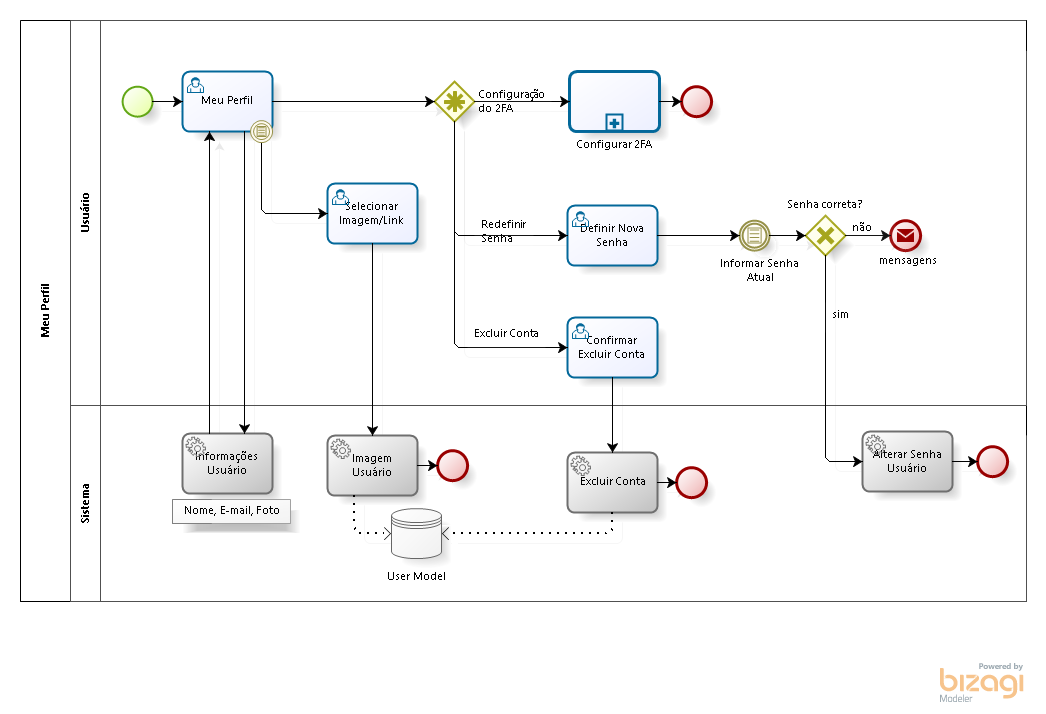 Meu Perfil
Usuário
Sistema
Meu Perfil
Configuração
do 2FA
Configurar 2FA
Selecionar
Imagem/Link
Redefinir
Senha
Definir Nova
Senha
Informar Senha
Atual
Senha correta?
não
mensagens
sim
Excluir Conta
Confirmar
Excluir Conta
Informações
Usuário
Nome, E-mail, Foto
Imagem
Usuário
User Model
Excluir Conta
Alterar Senha
Usuário
Powered by
bizagi
Modeler